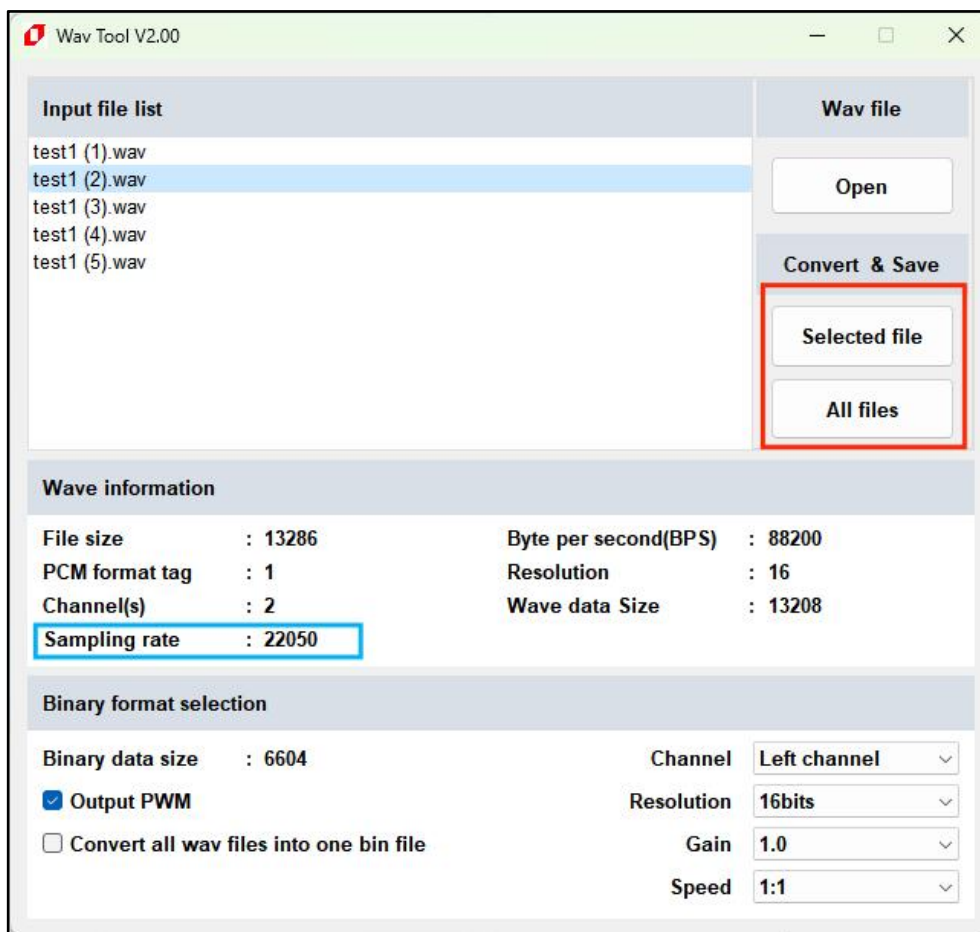 Wav Tool V2.00
Input file list
test1 (1).wav
test1 (2).wav
test1 (3).wav
test1 (4).wav
test1 (5).wav
Wav file
Open
Convert & Save
Selected file
All files
Wave information
File size : 13286
Byte per second(BPS) : 88200
PCM format tag : 1
Resolution : 16
Channel(s) : 2
Wave data Size : 13208
Sampling rate : 22050
Binary format selection
Binary data size : 6604
Channel Left channel
Output PWM
Resolution 16bits
Convert all wav files into one bin file
Gain 1.0
Speed 1:1